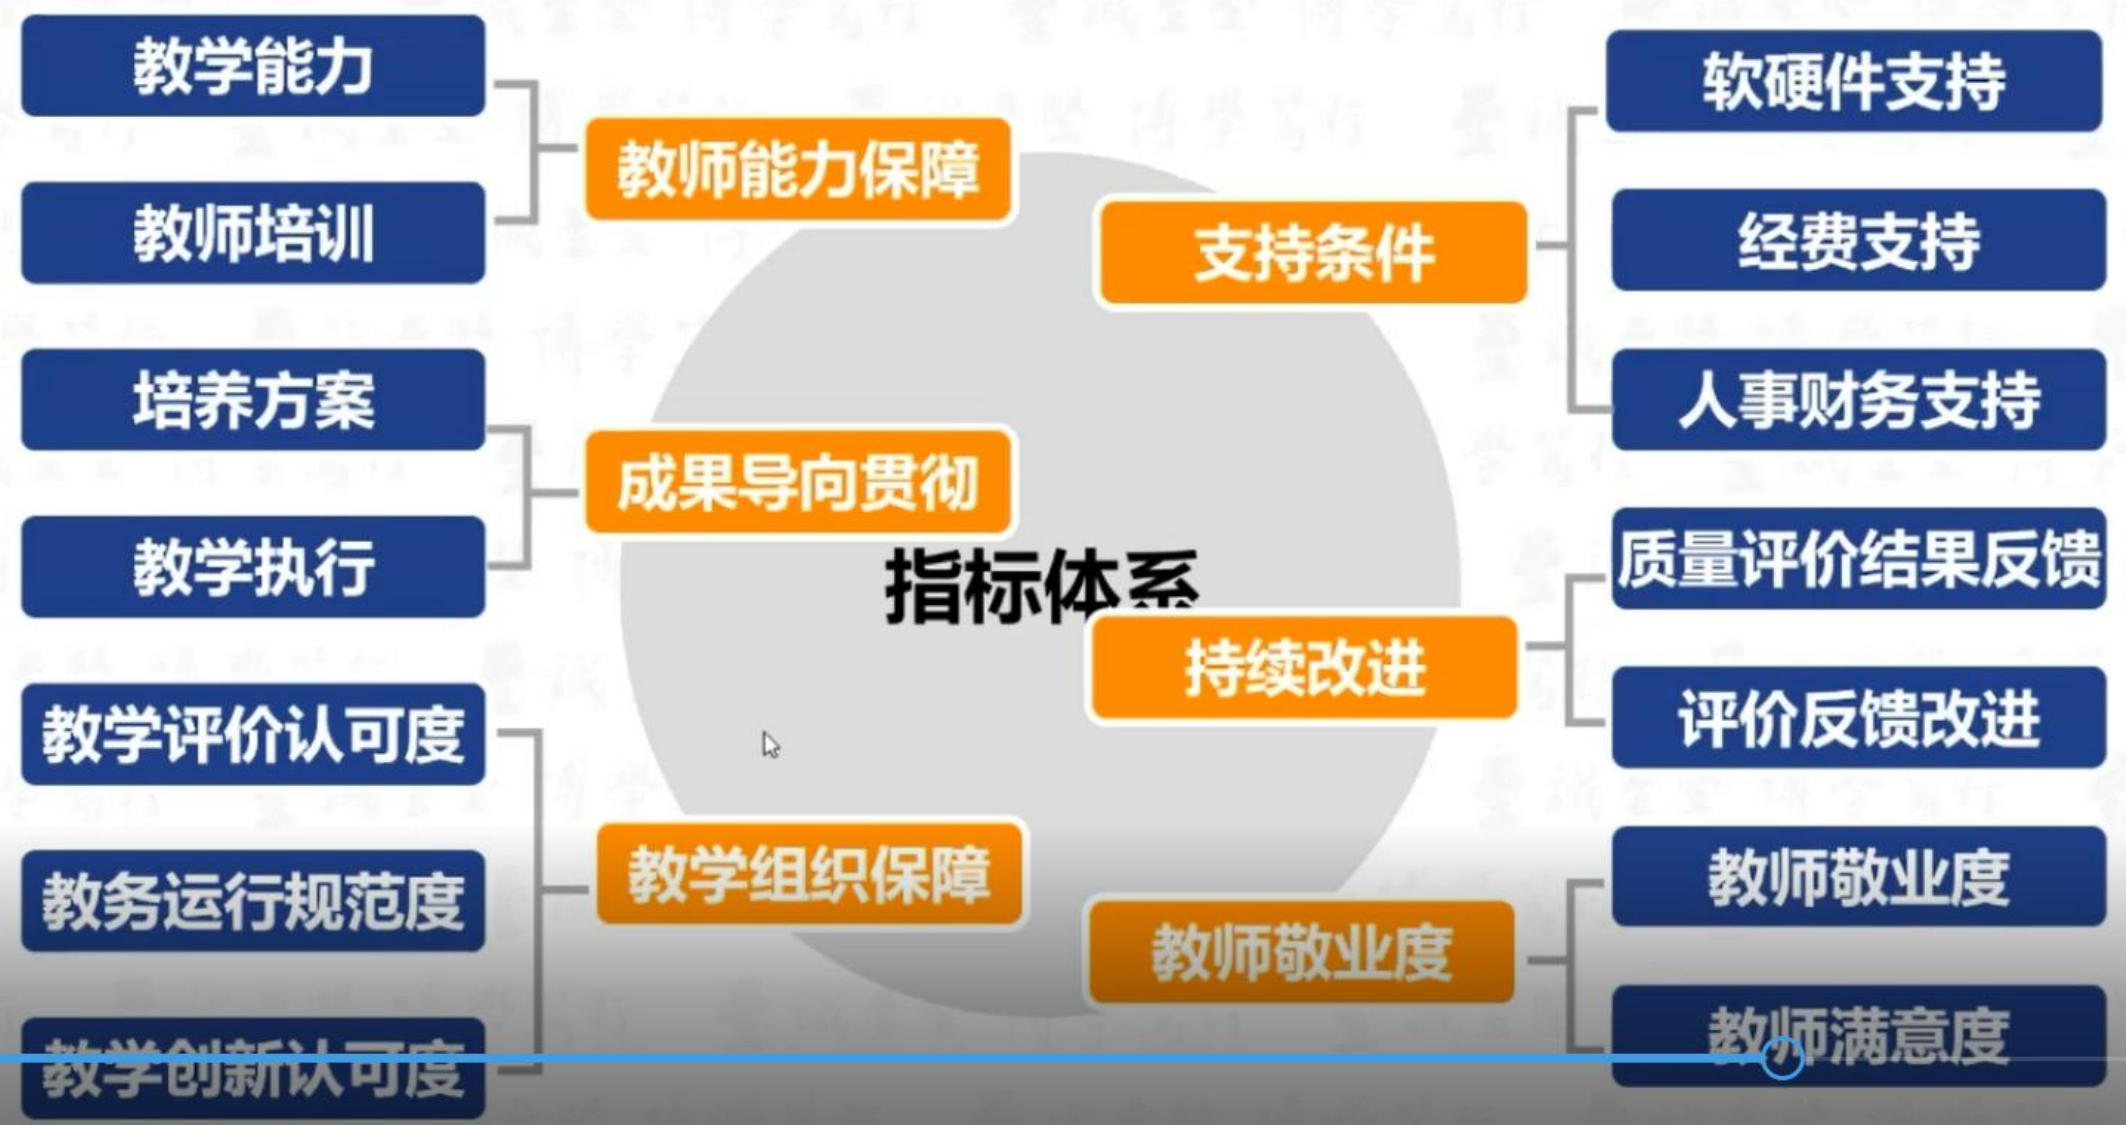 教学能力
教师培训
教师能力保障
培养方案
教学执行
成果导向贯彻
教学评价认可度
教务运行规范度
教学创新认可度
教学组织保障
指标体系
支持条件
软硬件支持
经费支持
人事财务支持
持续改进
质量评价结果反馈
评价反馈改进
教师敬业度
教师敬业度
教师满意度